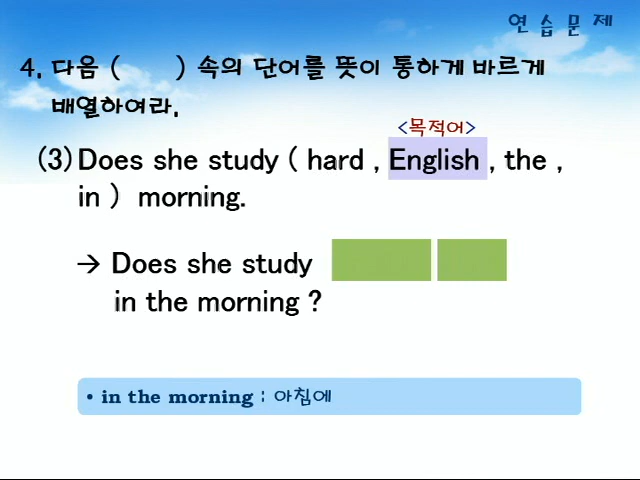 연 습 문 제
4. 다음 (      ) 속의 단어를 뜻이 통하게 바르게
배열하여라.
<목적어>
(3) Does she study ( hard , English , the ,
in ) morning.
→ Does she study
in the morning ?
• in the morning : 아침에